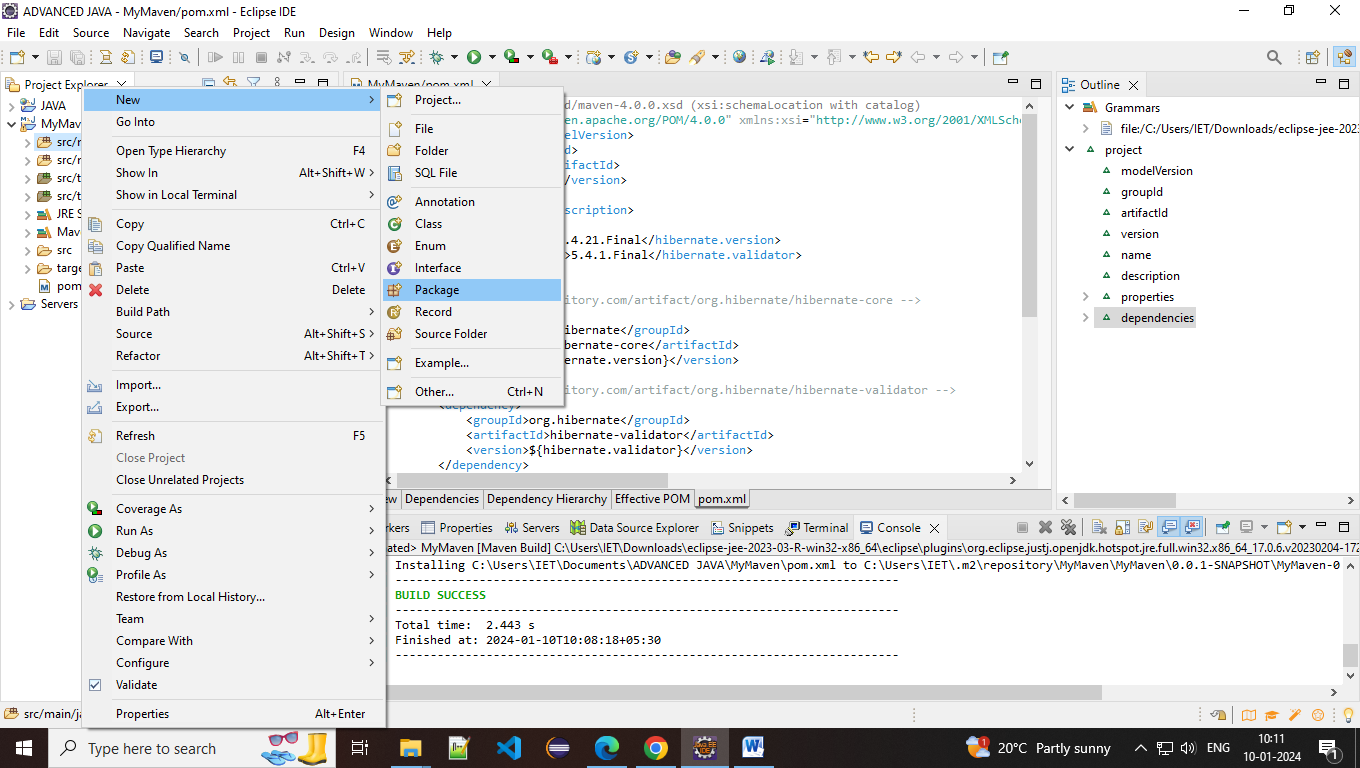 ADVANCED JAVA - MyMaven/pom.xml - Eclipse IDE
File Edit Source Navigate Search Project Run Design Window Help
Project Explorer
MyMaven/pom.xml
Outline
JAVA
MyMav
src/r
src/r
src/t
src/t
JRE S
Mav
src
targe
pom
Servers
New
Go Into
Open Type Hierarchy F4
Show In Alt+Shift+W
Show in Local Terminal
Copy Ctrl+C
Copy Qualified Name
Paste Ctrl+V
Delete Delete
Build Path
Source Alt+Shift+S
Refactor Alt+Shift+T
Import...
Export...
Refresh F5
Close Project
Close Unrelated Projects
Coverage As
Run As
Debug As
Profile As
Restore from Local History...
Team
Compare With
Configure
Validate
Properties Alt+Enter
Project...
File
Folder
SQL File
Annotation
Class
Enum
Interface
Package
Record
Source Folder
Example...
Other... Ctrl+N
d/maven-4.0.0.xsd (xsi:schemaLocation with catalog)
en.apache.org/POM/4.0.0" xmlns:xsi="http://www.w3.org/2001/XMLSche
elVersion>
d>
ifactId>
/version>
scription>
.4.21.Final</hibernate.version>
>5.4.1.Final</hibernate.validator>
itory.com/artifact/org.hibernate/hibernate-core -->
ibernate</groupId>
bernate-core</artifactId>
ernate.version}</version>
itory.com/artifact/org.hibernate/hibernate-validator -->
<dependency>
<groupId>org.hibernate</groupId>
<artifactId>hibernate-validator</artifactId>
<version>${hibernate.validator}</version>
</dependency>
ew Dependencies Dependency Hierarchy Effective POM pom.xml
Grammars
file:/C:/Users/IET/Downloads/eclipse-jee-2023
project
modelVersion
groupId
artifactId
version
name
description
properties
dependencies
rkers Properties Servers Data Source Explorer Snippets Terminal Console
ated> MyMaven [Maven Build] C:\Users\IET\Downloads\eclipse-jee-2023-03-R-win32-x86_64\eclipse\plugins\org.eclipse.justj.openjdk.hotspot.jre.full.win32.x86_64_17.0.6.v20230204-172
Installing C:\Users\IET\Documents\ADVANCED JAVA\MyMaven\pom.xml to C:\Users\IET\.m2\repository\MyMaven\MyMaven\0.0.1-SNAPSHOT\MyMaven-0
------------------------------------------------------------------------
BUILD SUCCESS
------------------------------------------------------------------------
Total time:  2.443 s
Finished at: 2024-01-10T10:08:18+05:30
------------------------------------------------------------------------
src/main/ja
Type here to search
20°C Partly sunny
ENG
10:11
10-01-2024
1